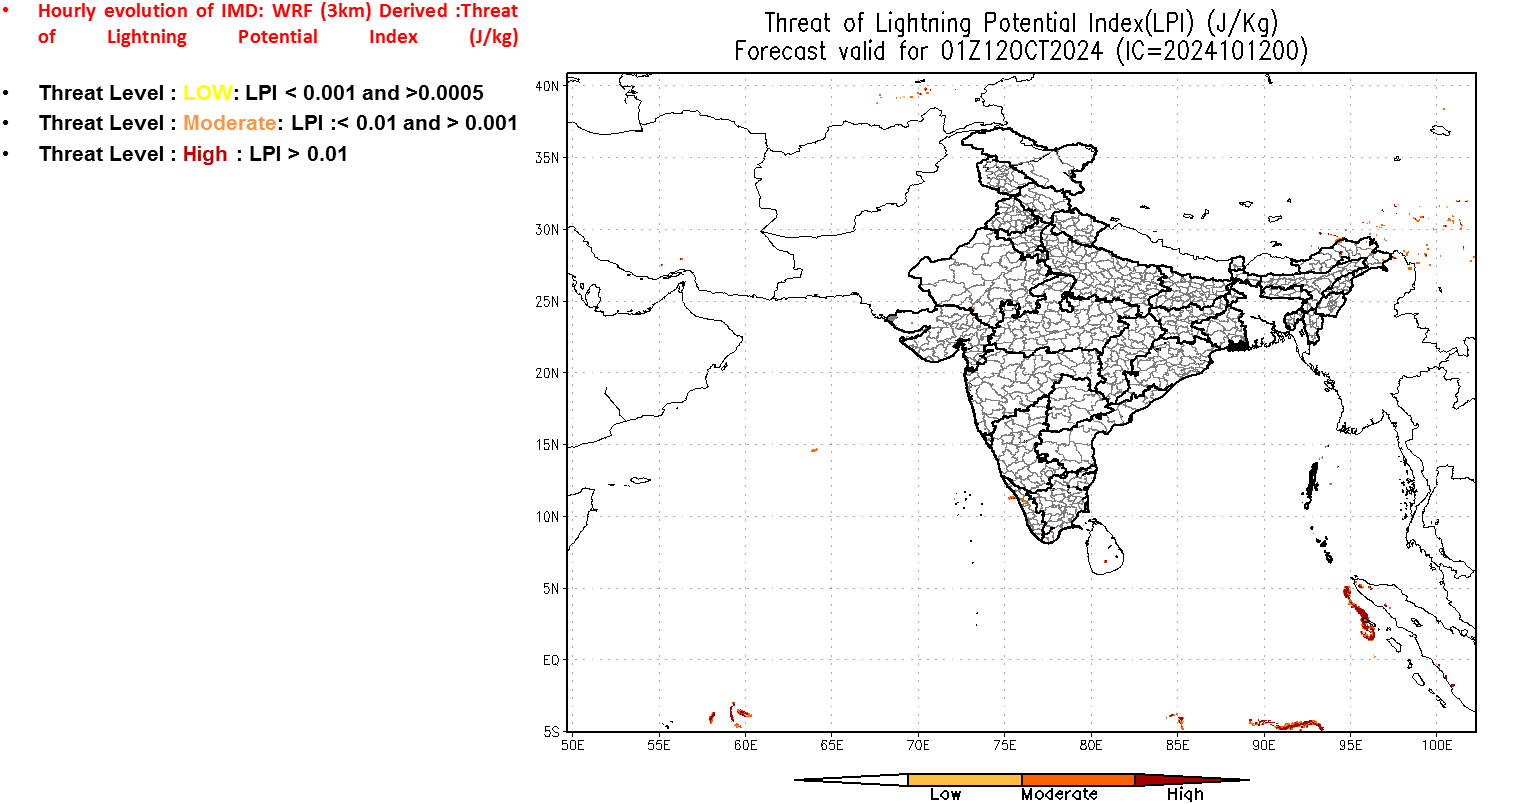 • Hourly evolution of IMD: WRF (3km) Derived :Threat
of Lightning Potential Index (J/kg)
• Threat Level : LOW: LPI < 0.001 and >0.0005
• Threat Level : Moderate: LPI :< 0.01 and > 0.001
• Threat Level : High : LPI > 0.01
Threat of Lightning Potential Index(LPI) (J/Kg)
Forecast valid for 01Z12OCT2024 (IC=2024101200)
40N
35N
30N
25N
20N
15N
10N
5N
EQ
5S
50E 55E 60E 65E 70E 75E 80E 85E 90E 95E 100E
Low Moderate High